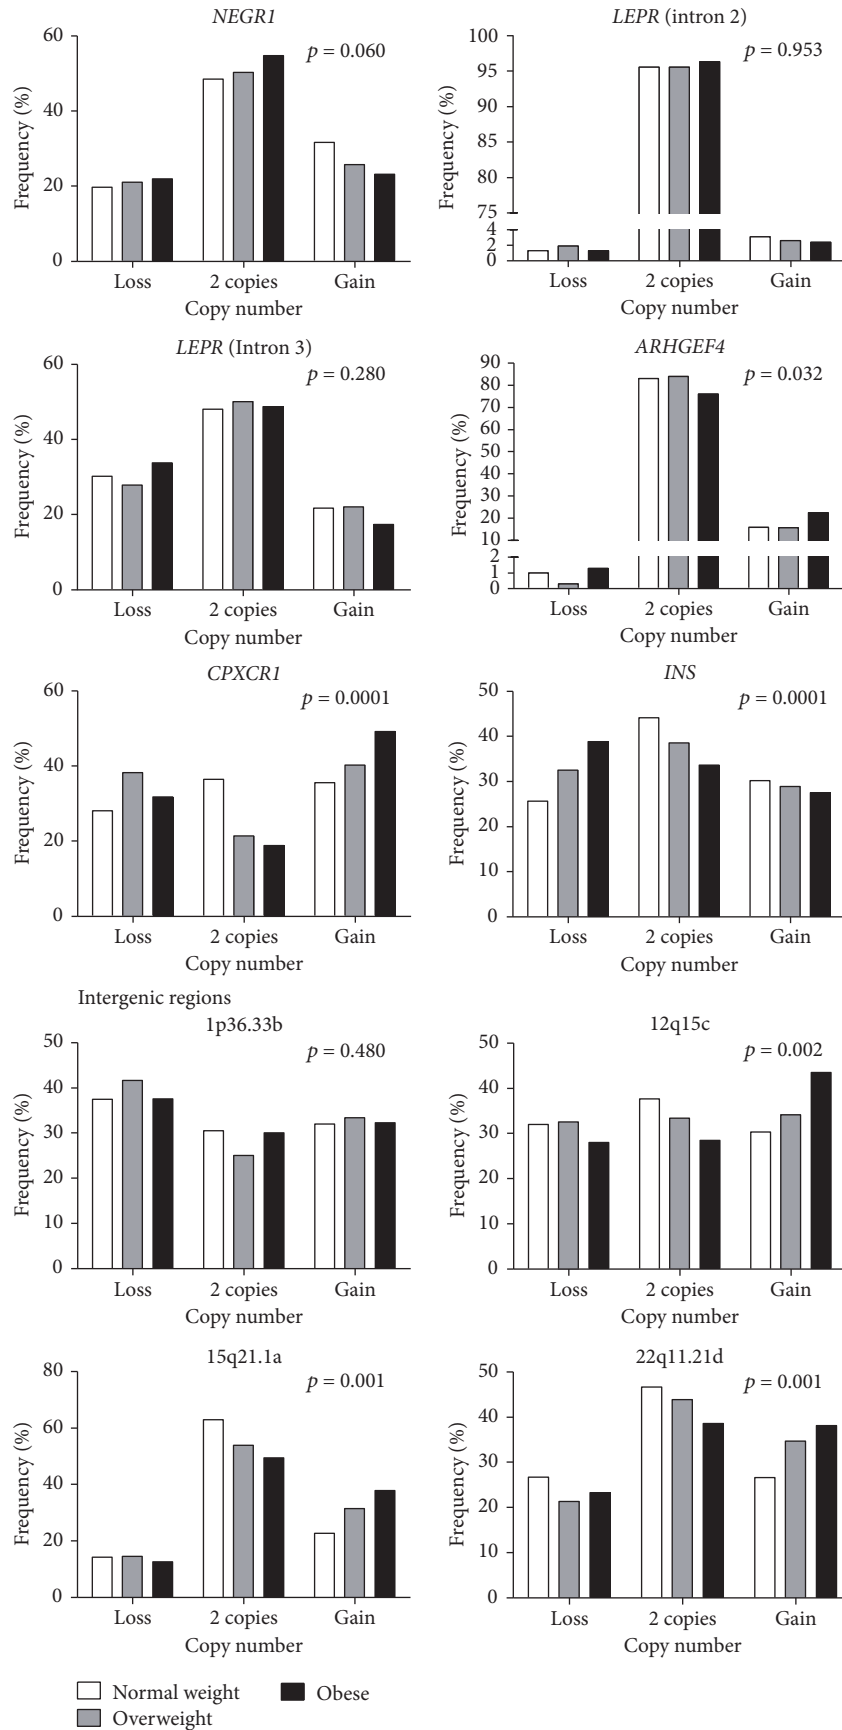 NEGR1
p = 0.060
60
40
20
0
Frequency (%)
Loss 2 copies Gain
Copy number
LEPR (intron 2)
p = 0.953
100
95
90
85
80
75
4
2
0
Frequency (%)
Loss 2 copies Gain
Copy number
LEPR (Intron 3)
p = 0.280
60
40
20
0
Frequency (%)
Loss 2 copies Gain
Copy number
ARHGEF4
p = 0.032
90
80
70
60
50
40
30
20
10
2
1
0
Frequency (%)
Loss 2 copies Gain
Copy number
CPXCR1
p = 0.0001
60
40
20
0
Frequency (%)
Loss 2 copies Gain
Copy number
INS
p = 0.0001
50
40
30
20
10
0
Frequency (%)
Loss 2 copies Gain
Copy number
Intergenic regions
1p36.33b
p = 0.480
50
40
30
20
10
0
Frequency (%)
Loss 2 copies Gain
Copy number
12q15c
p = 0.002
50
40
30
20
10
0
Frequency (%)
Loss 2 copies Gain
Copy number
15q21.1a
p = 0.001
80
60
40
20
0
Frequency (%)
Loss 2 copies Gain
Copy number
22q11.21d
p = 0.001
50
40
30
20
10
0
Frequency (%)
Loss 2 copies Gain
Copy number
Normal weight
Overweight
Obese